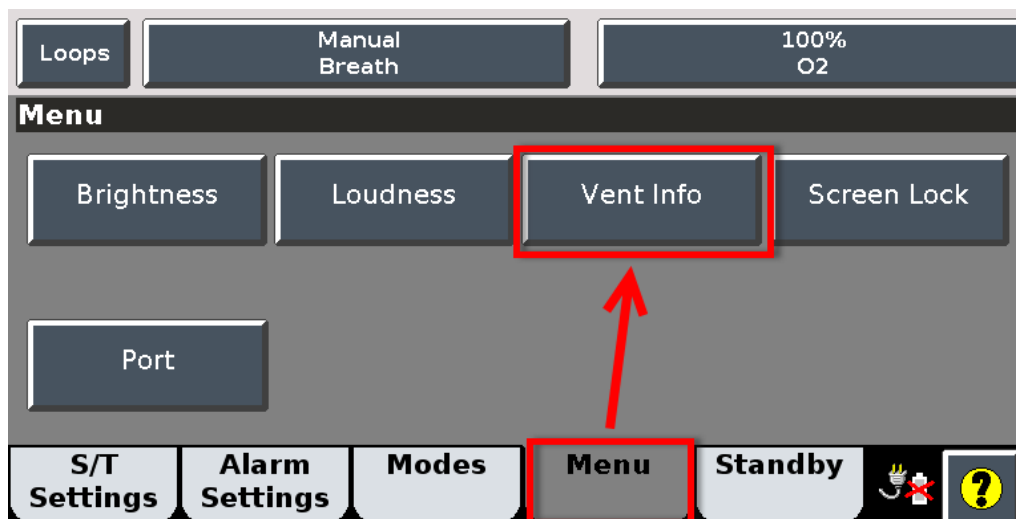 Loops
Manual
Breath
100%
O2
Menu
Brightness
Loudness
Vent Info
Screen Lock
Port
S/T
Settings
Alarm
Settings
Modes
Menu
Standby
?